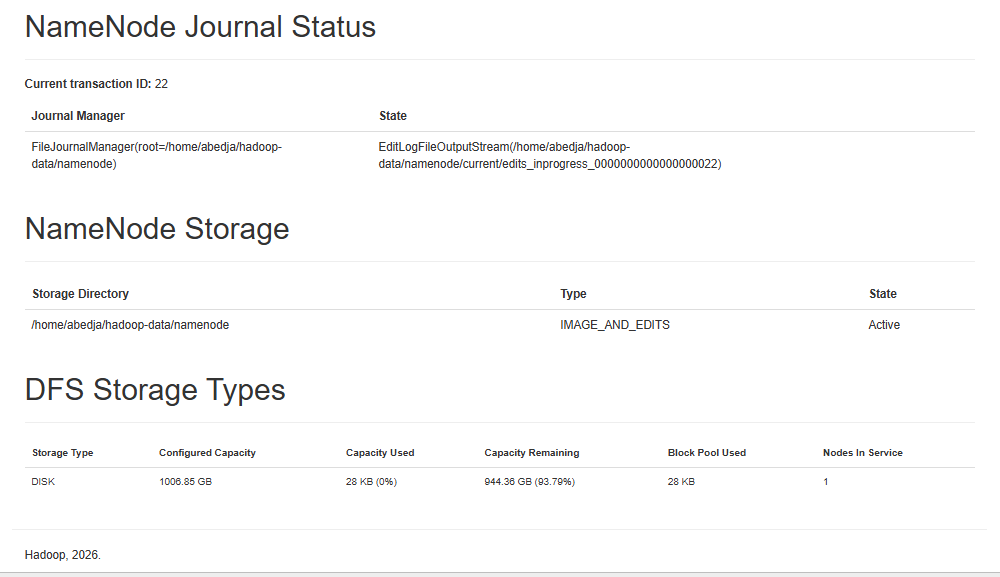 NameNode Journal Status
Current transaction ID: 22
Journal Manager State
FileJournalManager(root=/home/abedja/hadoop- EditLogFileOutputStream(/home/abedja/hadoop-
data/namenode) data/namenode/current/edits_inprogress_0000000000000000022)
NameNode Storage
Storage Directory Type State
/home/abedja/hadoop-data/namenode IMAGE_AND_EDITS Active
DFS Storage Types
Storage Type Configured Capacity Capacity Used Capacity Remaining Block Pool Used Nodes In Service
DISK 1006.85 GB 28 KB (0%) 944.36 GB (93.79%) 28 KB 1
Hadoop, 2026.